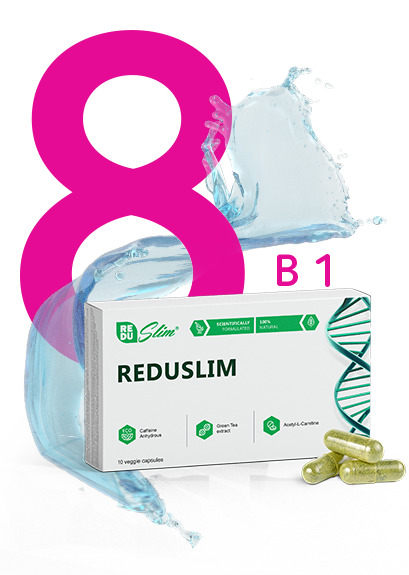 8
B 1
RE
DU
Slim®
SCIENTIFICALLY
FORMULATED
100%
NATURAL
REDUSLIM
ECO
Caffeine
Anhydrous
Green Tea
extract
Acetyl-L-Carnitine
10 veggie capsules